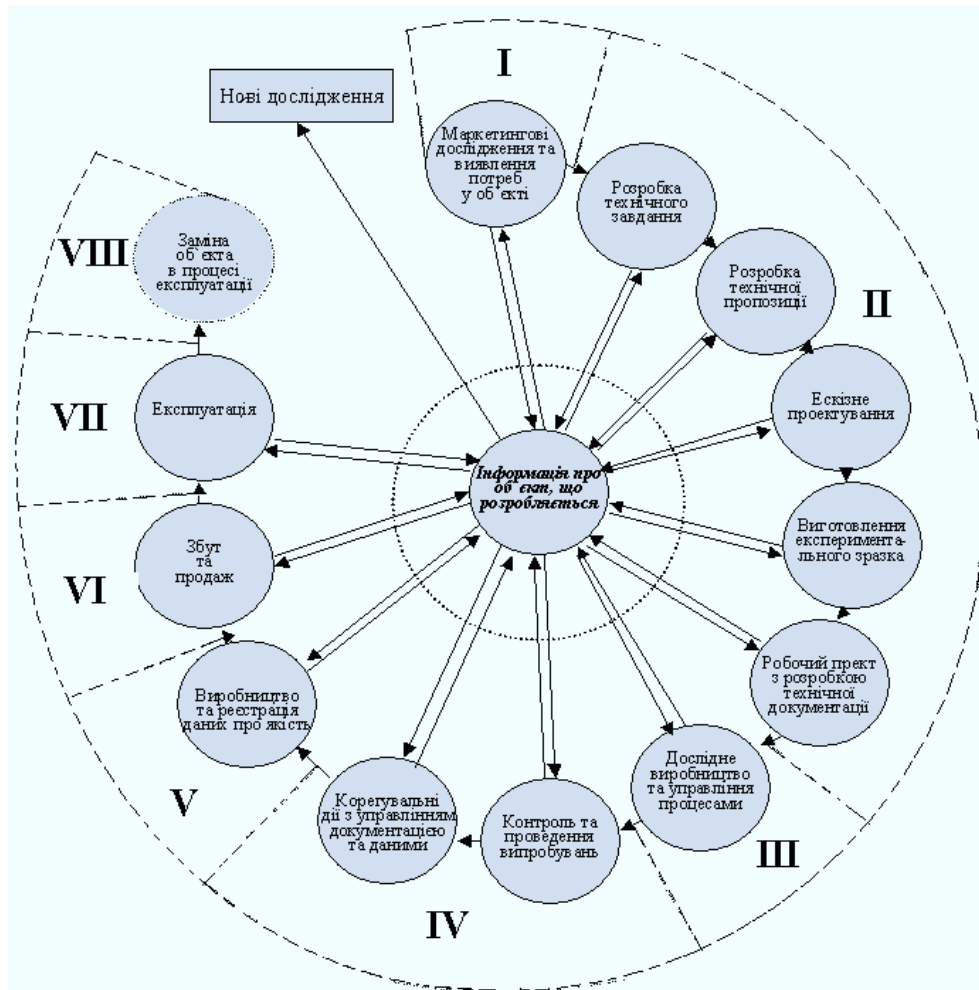 I
Нові дослідження
Маркетингові
дослідження та
виявлення
потреб
у об`єкті
Розробка
технічного
завдання
Розробка
технічної
пропозиції
II
Ескізне
проектування
Виготовлення
експеримента-
льного зразка
Робочий прект
з розробкою
технічної
документації
III
Дослідне
виробництво
та управління
процесами
Контроль та
проведення
випробувань
IV
Корегувальні
дії з управлінням
документацією
та даними
V
Виробництво
та реєстрація
даних про якість
VI
Збут
та
продаж
VII
Експлуатація
VIII
Заміна
об`єкта
в процесі
експлуатації
Інформація про
об`єкт, що
розробляється